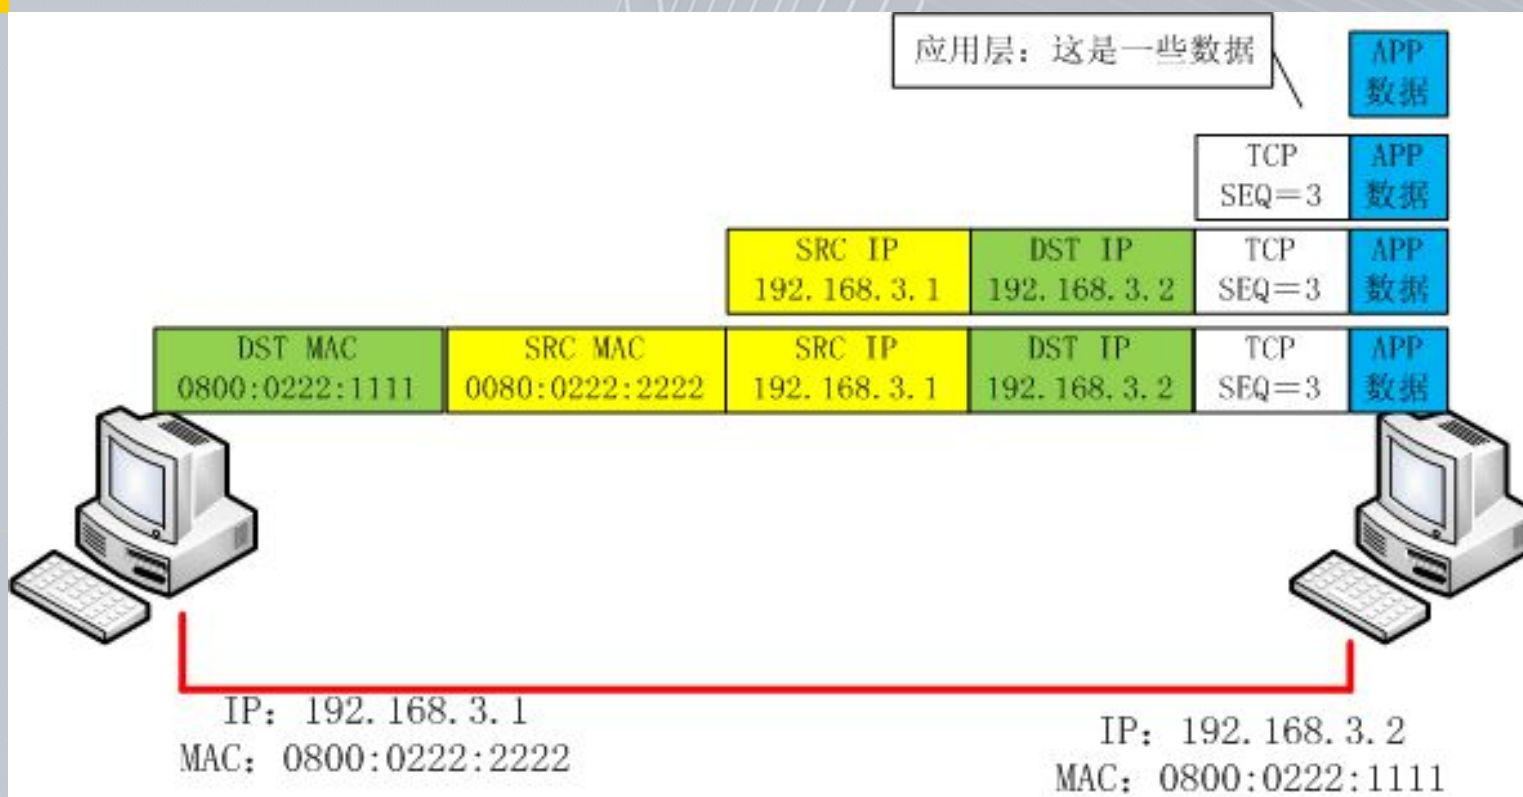 应用层：这是一些数据
APP
数据
TCP
SEQ＝3
APP
数据
SRC IP
192.168.3.1
DST IP
192.168.3.2
TCP
SEQ＝3
APP
数据
DST MAC
0800:0222:1111
SRC MAC
0080:0222:2222
SRC IP
192.168.3.1
DST IP
192.168.3.2
TCP
SEQ＝3
APP
数据
IP：192.168.3.1
MAC：0800:0222:2222
IP：192.168.3.2
MAC：0800:0222:1111